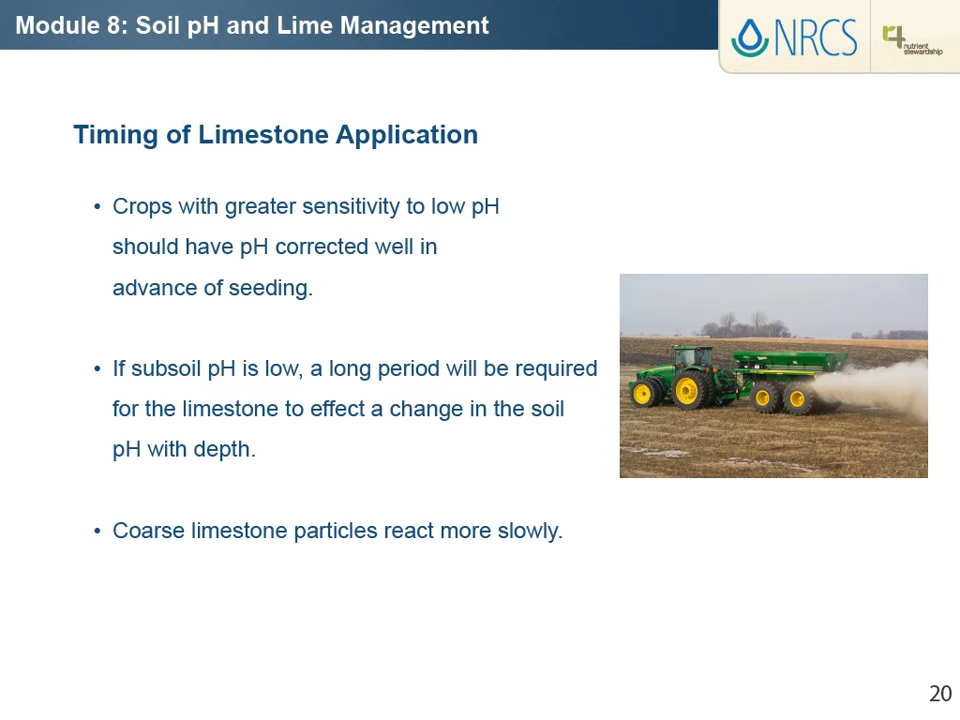 Module 8: Soil pH and Lime Management
NRCS
r4 nutrient
stewardship
Timing of Limestone Application
• Crops with greater sensitivity to low pH
should have pH corrected well in
advance of seeding.
• If subsoil pH is low, a long period will be required
for the limestone to effect a change in the soil
pH with depth.
• Coarse limestone particles react more slowly.
20